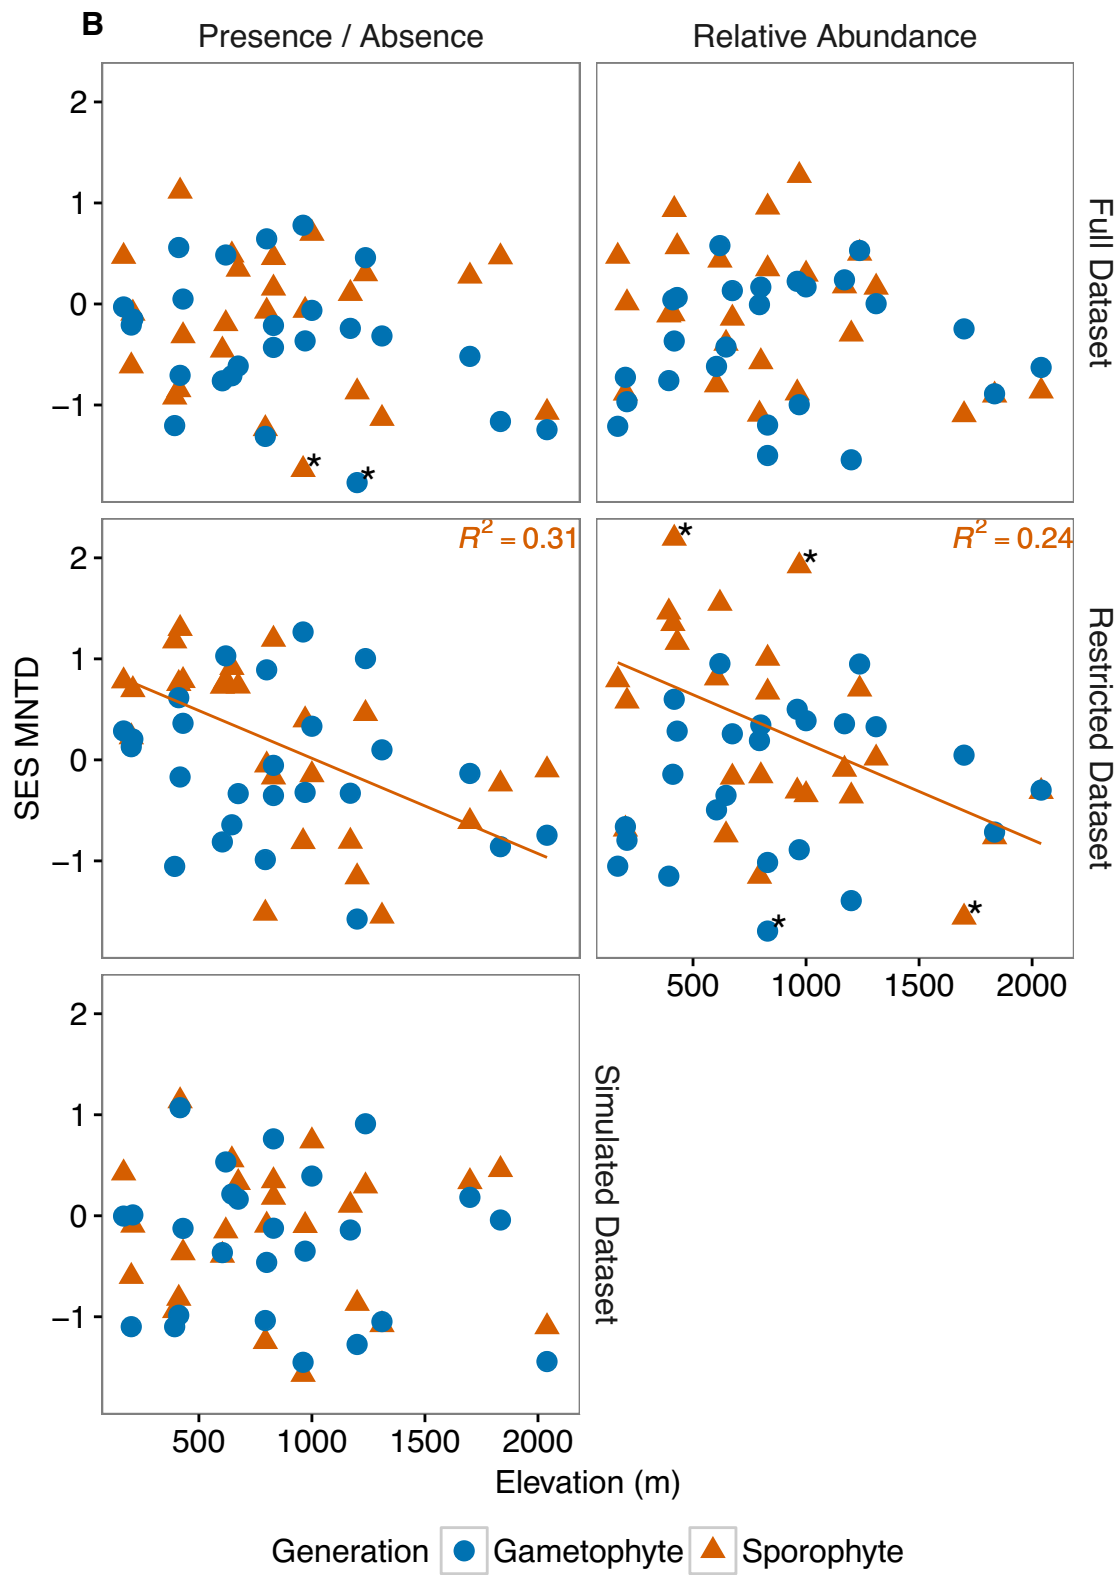 B
Presence / Absence
Relative Abundance
2
1
0
−1
* *
Full Dataset
R² = 0.31
R² = 0.24
2
1
0
−1
* *
* *
Restricted Dataset
SES MNTD
500 1000 1500 2000
2
1
0
−1
Simulated Dataset
500 1000 1500 2000
Elevation (m)
Generation Gametophyte Sporophyte